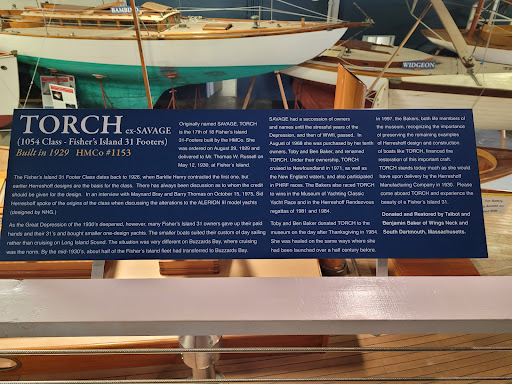 BAMBINO
WIDGEON
TORCH ex-SAVAGE
(1054 Class - Fisher's Island 31 Footers)
Built in 1929 HMCo #1153
The Fisher's Island 31 Footer Class dates back to 1926, when Barklie Henry contracted the first one, but
earlier Herreshoff designs are the basis for the class. There has always been discussion as to whom the credit
should be given for the design. In an interview with Maynard Bray and Barry Thomas on October 15, 1975, Sid
Herreshoff spoke of the origins of the class when discussing the alterations to the ALERION III model yachts
(designed by NHG.)
As the Great Depression of the 1930's deepened, however, many Fisher's Island 31 owners gave up their paid
hands and their 31's and bought smaller one-design yachts. The smaller boats suited their custom of day sailing
rather than cruising on Long Island Sound. The situation was very different on Buzzards Bay, where cruising
was the norm. By the mid-1930's, about half of the Fisher's Island fleet had transferred to Buzzards Bay.
Originally named SAVAGE, TORCH
is the 17th of 18 Fisher's Island
31-Footers built by the HMCo. She
was ordered on August 29, 1929 and
delivered to Mr. Thomas W. Russell on
May 12, 1930, at Fisher's Island.
SAVAGE had a succession of owners
and names until the stressful years of the
Depression, and then of WWII, passed. In
August of 1968 she was purchased by her tenth
owners, Toby and Ben Baker, and renamed
TORCH. Under their ownership, TORCH
cruised to Newfoundland in 1971, as well as
the New England waters, and also participated
in PHRF races. The Bakers also raced TORCH
to wins in the Museum of Yachting Classic
Yacht Race and in the Herreshoff Rendezvous
regattas of 1981 and 1984.
Toby and Ben Baker donated TORCH to the
museum on the day after Thanksgiving in 1984.
She was hauled on the same ways where she
had been launched over a half century before.
In 1997, the Bakers, both life members of
the museum, recognizing the importance
of preserving the remaining examples
of Herreshoff design and construction
of boats like TORCH, financed the
restoration of this important craft.
TORCH stands today much as she would
have upon delivery by the Herreshoff
Manufacturing Company in 1930. Please
come aboard TORCH and experience the
beauty of a Fisher's Island 31.
Donated and Restored by Talbot and
Benjamin Baker of Wings Neck and
South Dartmouth, Massachusetts.